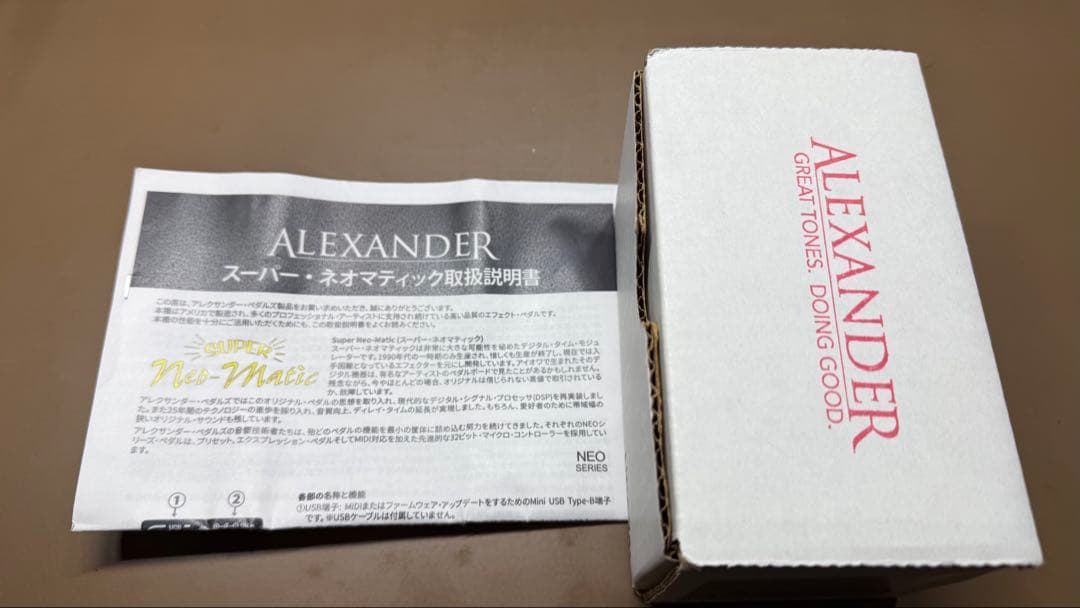 ALEXANDER
スーパー・ネオマティック取扱説明書
この度は、アレクサンダー・ペダルズ製品をお買い求めいただき、誠にありがとうございます。
本機はアメリカで製造され、多くのプロフェッショナル・アーティストに支持され続けている高い品質のエフェクト・ペダルです。
本機の性能を十分にご活用いただくためにも、この取扱説明書をよくお読みください。
SUPER
Neo-Matic
Super Neo-Matic (スーパー・ネオマティック)
スーパー・ネオマティックは非常に大きな可能性を秘めたデジタル・タイム・モジュ
レーターです。1990年代の一時期のみ生産され、惜しくも生産が終了し、現在では入
手困難となっているエフェクターを元にに開発しています。アイオワで生まれたそのデ
ジタル機器は、有名なアーティストのペダルボードで見たことがあるかもしれません。
残念ながら、今やほとんどの場合、オリジナルは信じられない高値で取引されている
か、故障しています。
アレクサンダー・ペダルズではこのオリジナル・ペダルの思想を取り入れ、現代的なデジタル・シグナル・プロセッサ(DSP)を再実装しまし
た。また25年間のテクノロジーの進歩を採り入れ、音質向上、ディレイ・タイムの延長が実現しました。もちろん、愛好者のために帯域幅の
狭いオリジナル・サウンドも残しています。
アレクサンダー・ペダルズの音響技術者たちは、他どのペダルの機能を最小の筐体に詰め込む努力を続けてきました。それぞれのNEOシ
リーズ・ペダルは、プリセット、エクスプレッション・ペダルそしてMIDI対応を加えた先進的な32ビット・マイクロ・コントローラーを採用してい
ます。
NEO
SERIES
① ②
各部の名称と機能
①USB端子: MIDIまたはファームウェア・アップデートをするためのMini USB Type-B端子
です。※USBケーブルは付属していません。
ALEXANDER
GREAT TONES. DOING GOOD.